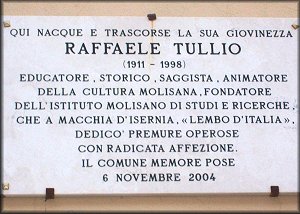 QUI NACQUE E TRASCORSE LA SUA GIOVINEZZA
RAFFAELE TULLIO
(1911 - 1998)
EDUCATORE, STORICO, SAGGISTA, ANIMATORE
DELLA CULTURA MOLISANA, FONDATORE
DELL'ISTITUTO MOLISANO DI STUDI E RICERCHE,
CHE A MACCHIA D'ISERNIA, «LEMBO D'ITALIA»,
DEDICO' PREMURE OPEROSE
CON RADICATA AFFEZIONE.
IL COMUNE MEMORE POSE
6 NOVEMBRE 2004